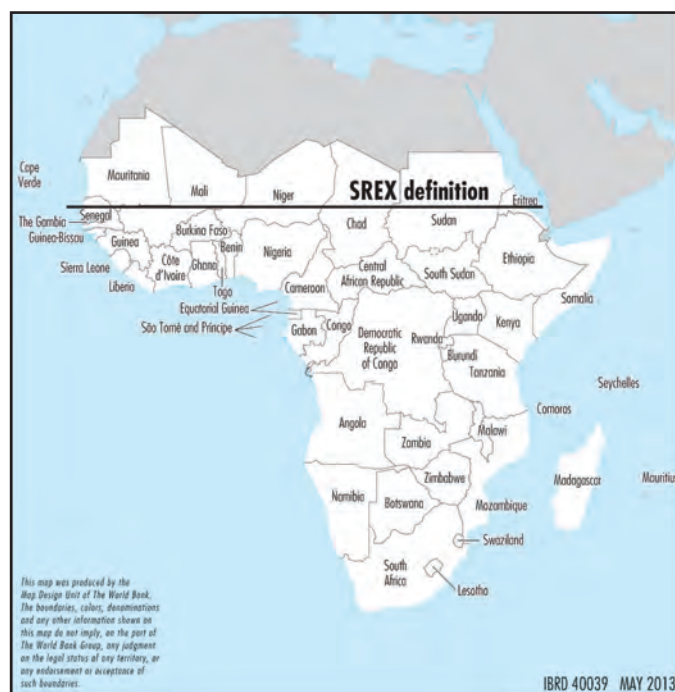 SREX definition
Cape
Verde
Mauritania
Mali
Niger
Eritrea
Senegal
The Gambia
Guinea-Bissau
Guinea
Sierra Leone
Liberia
Côte
d'Ivoire
Burkina Faso
Ghana
Togo
Benin
Nigeria
Chad
Sudan
Ethiopia
Cameroon
Central
African Republic
South Sudan
Somalia
Equatorial Guinea
São Tomé and Príncipe
Gabon
Congo
Democratic
Republic
of Congo
Uganda
Kenya
Rwanda
Burundi
Tanzania
Seychelles
Comoros
Angola
Zambia
Malawi
Zimbabwe
Mozambique
Madagascar
Mauritius
Namibia
Botswana
Swaziland
South
Africa
Lesotho
This map was produced by the
Map Design Unit of The World Bank.
The boundaries, colors, denominations
and any other information shown on
this map do not imply, on the part of
The World Bank Group, any judgment
on the legal status of any territory, or
any endorsement or acceptance of
such boundaries.
IBRD 40039 MAY 2013